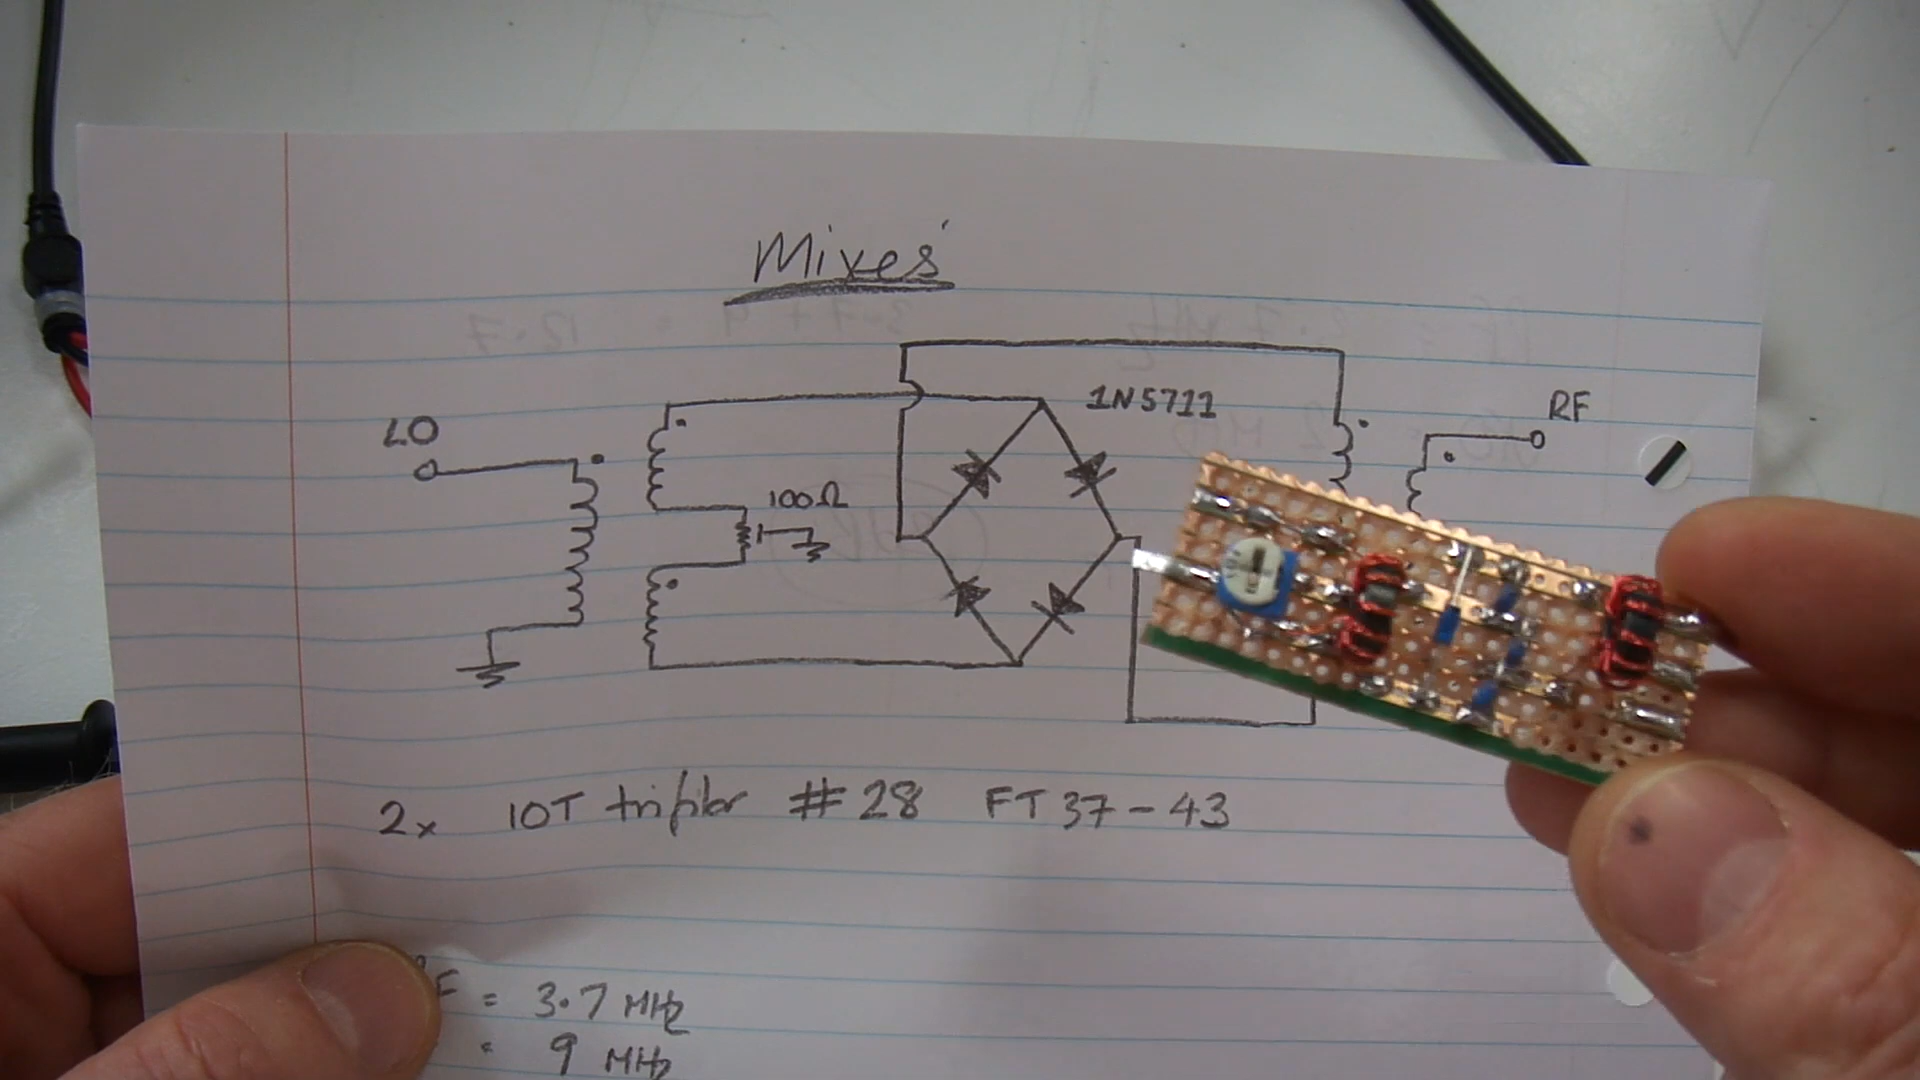 Mixer
1N5711
RF
LO
100Ω
2x 10T trifilar #28 FT37-43
F = 3.7 MHz
= 9 MHz